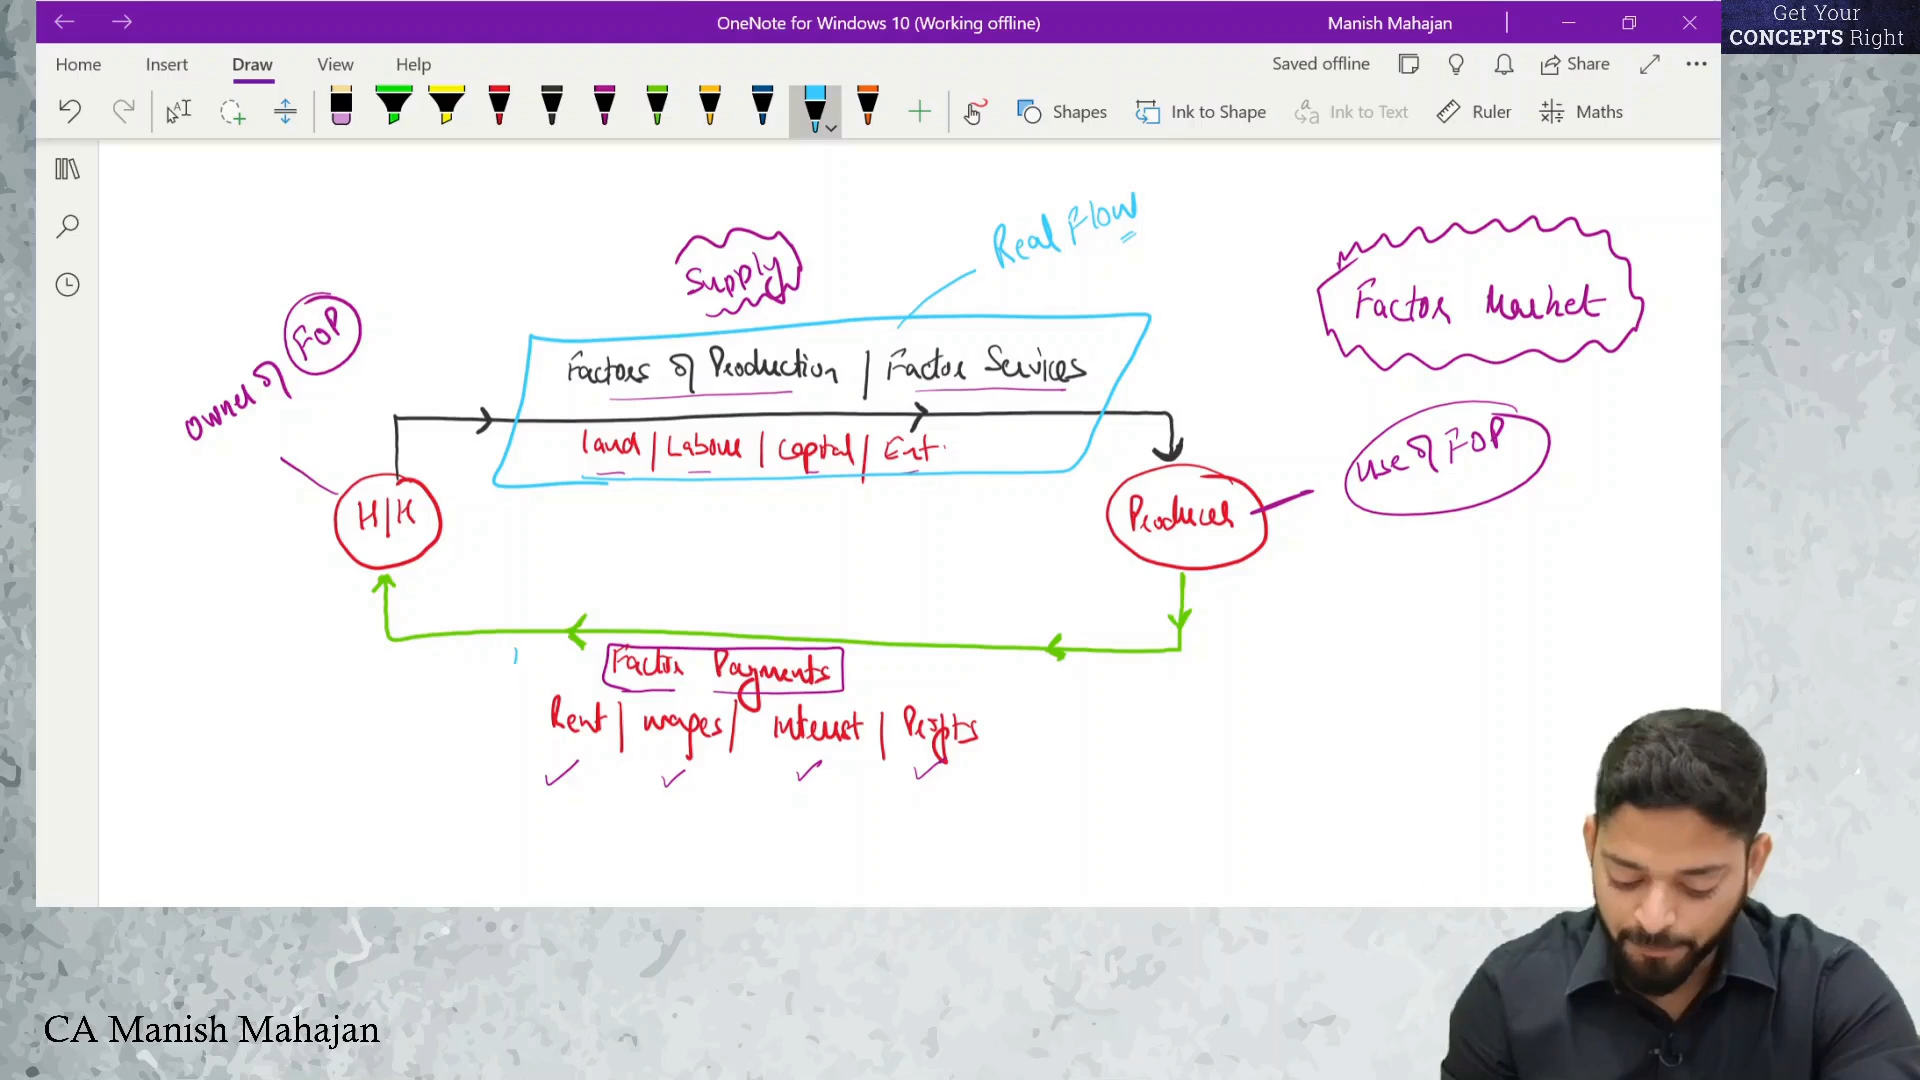 OneNote for Windows 10 (Working offline)
Manish Mahajan
Get Your
CONCEPTS Right
Home Insert Draw View Help
Saved offline
Share
Shapes
Ink to Shape
Ink to Text
Ruler
Maths
Real Flow
Supply
Factor Market
Owner of FOP
Factors of Production | Factor Services
Land | Labour | Capital | Ent.
use of FOP
H/H
Producer
Factor Payments
Rent | wages | Interest | Profits
CA Manish Mahajan